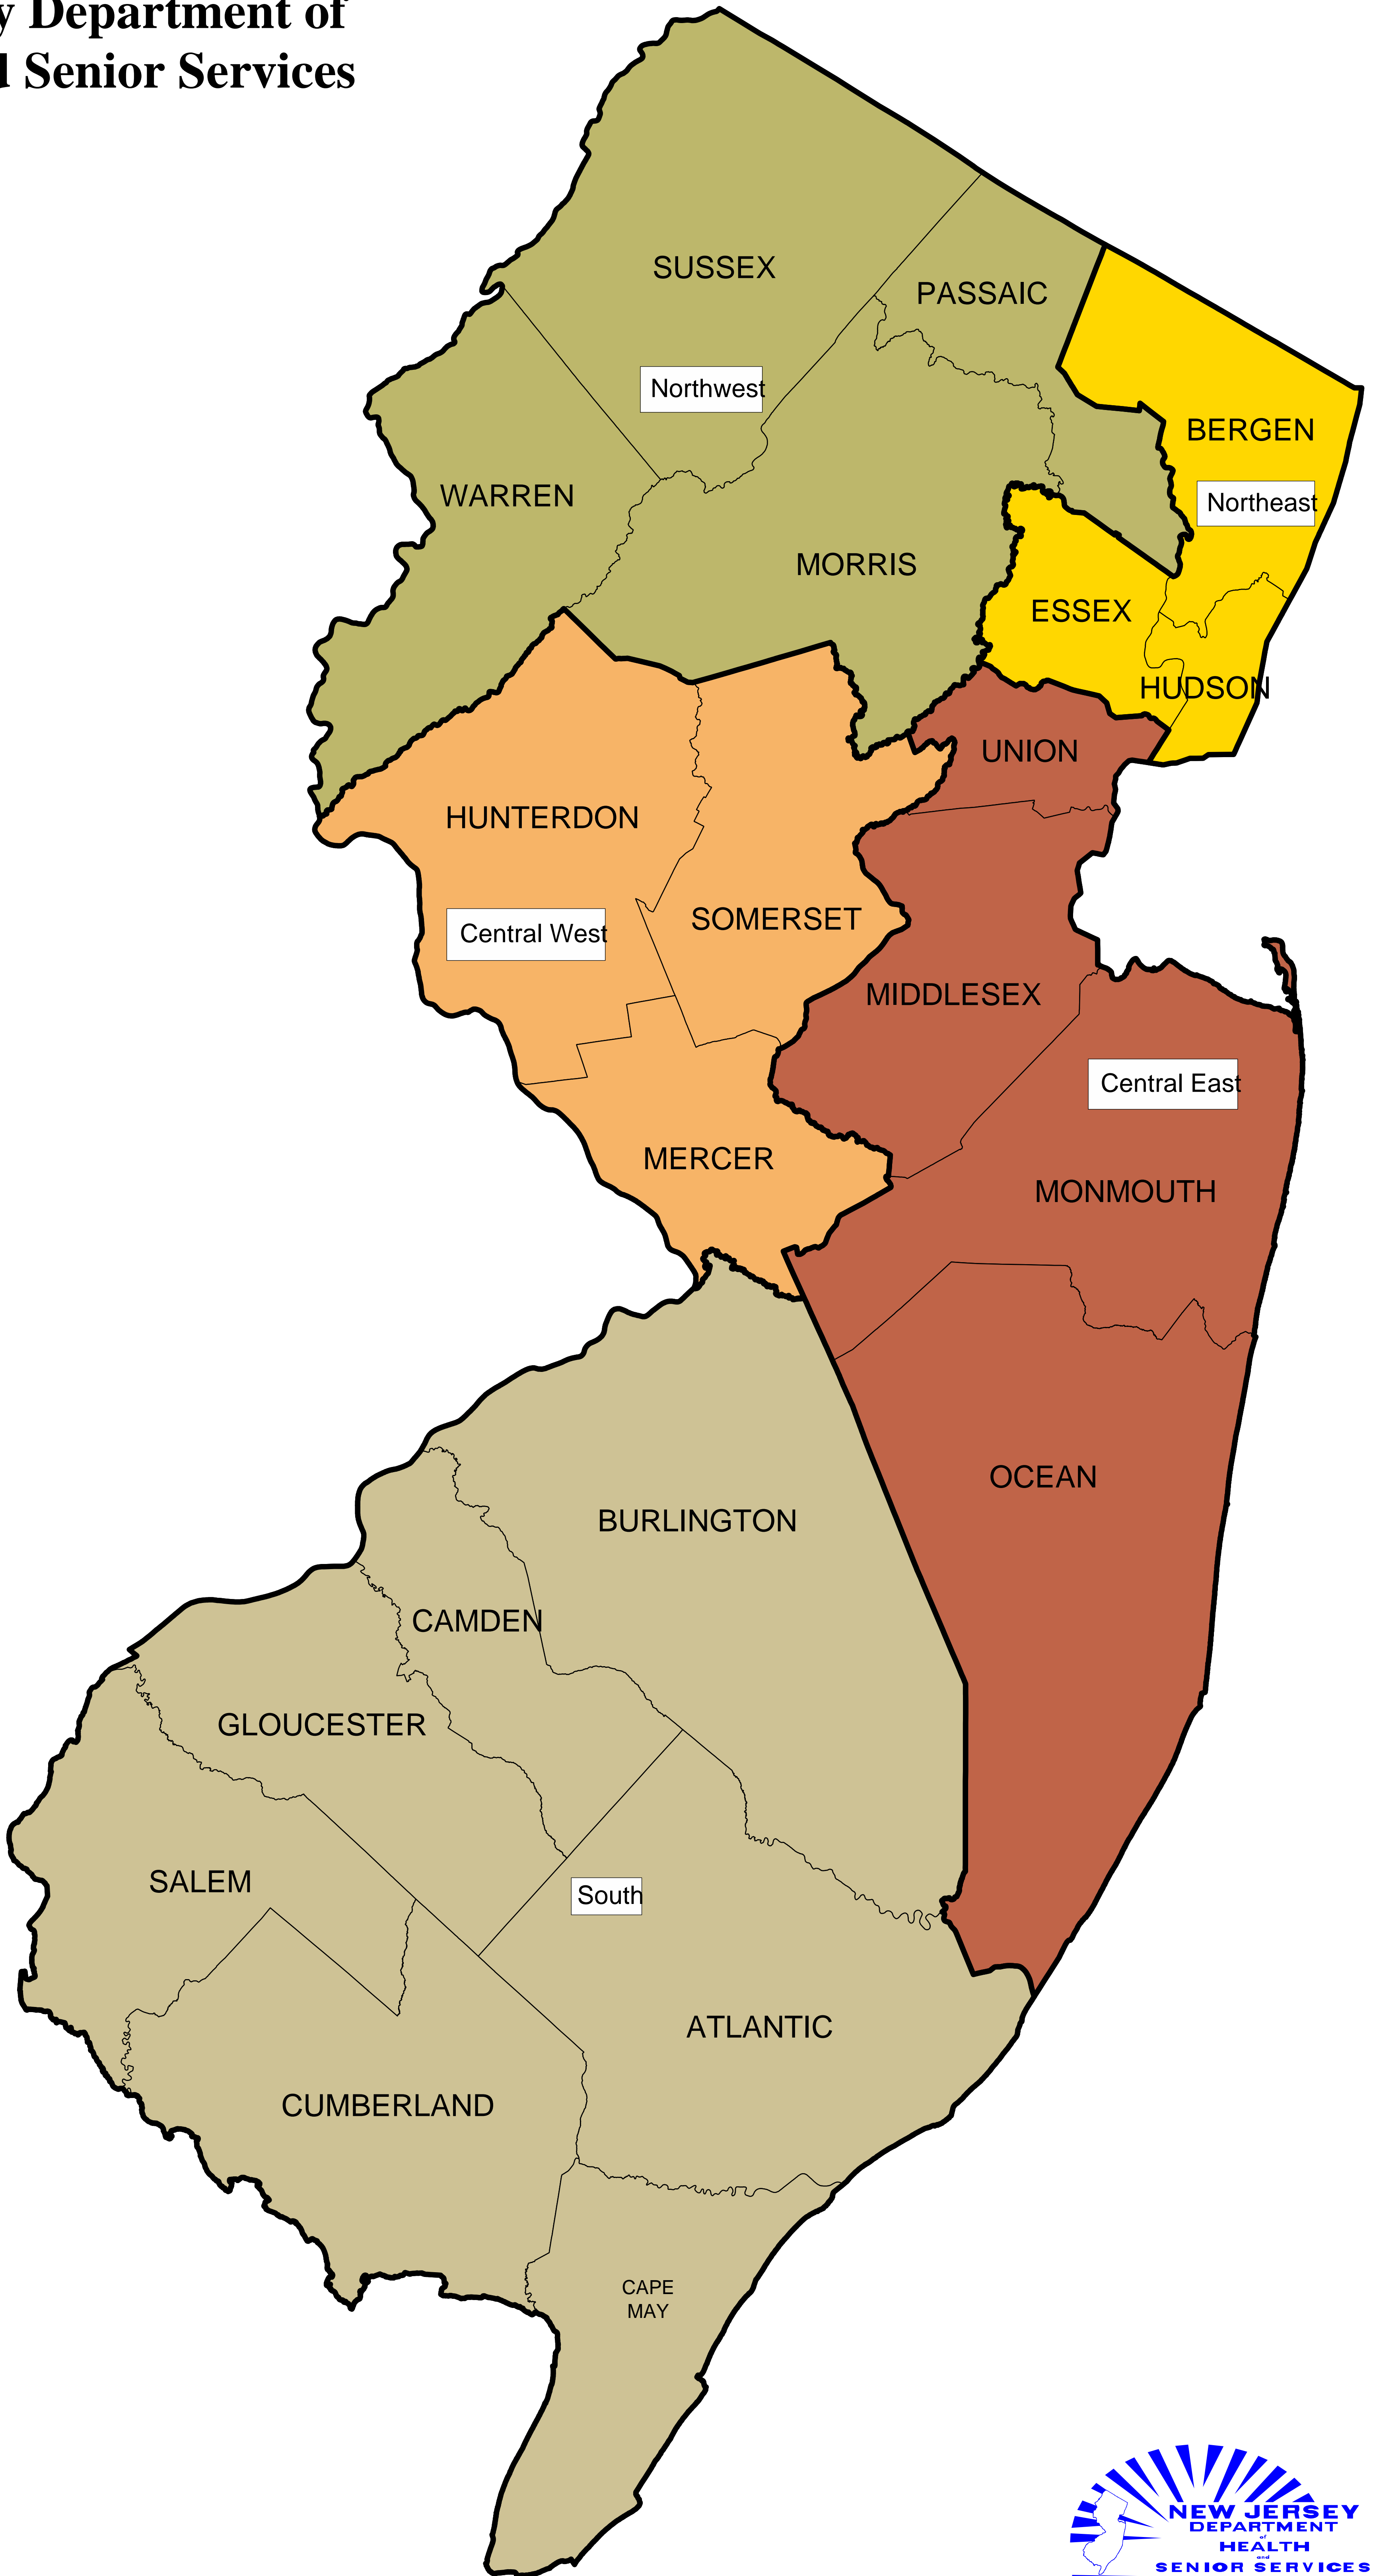 y Department of
d Senior Services
SUSSEX
PASSAIC
Northwest
BERGEN
WARREN
Northeast
MORRIS
ESSEX
HUDSON
UNION
HUNTERDON
SOMERSET
Central West
MIDDLESEX
Central East
MERCER
MONMOUTH
OCEAN
BURLINGTON
CAMDEN
GLOUCESTER
SALEM
South
ATLANTIC
CUMBERLAND
CAPE
MAY
NEW JERSEY
DEPARTMENT
of
HEALTH
and
SENIOR SERVICES